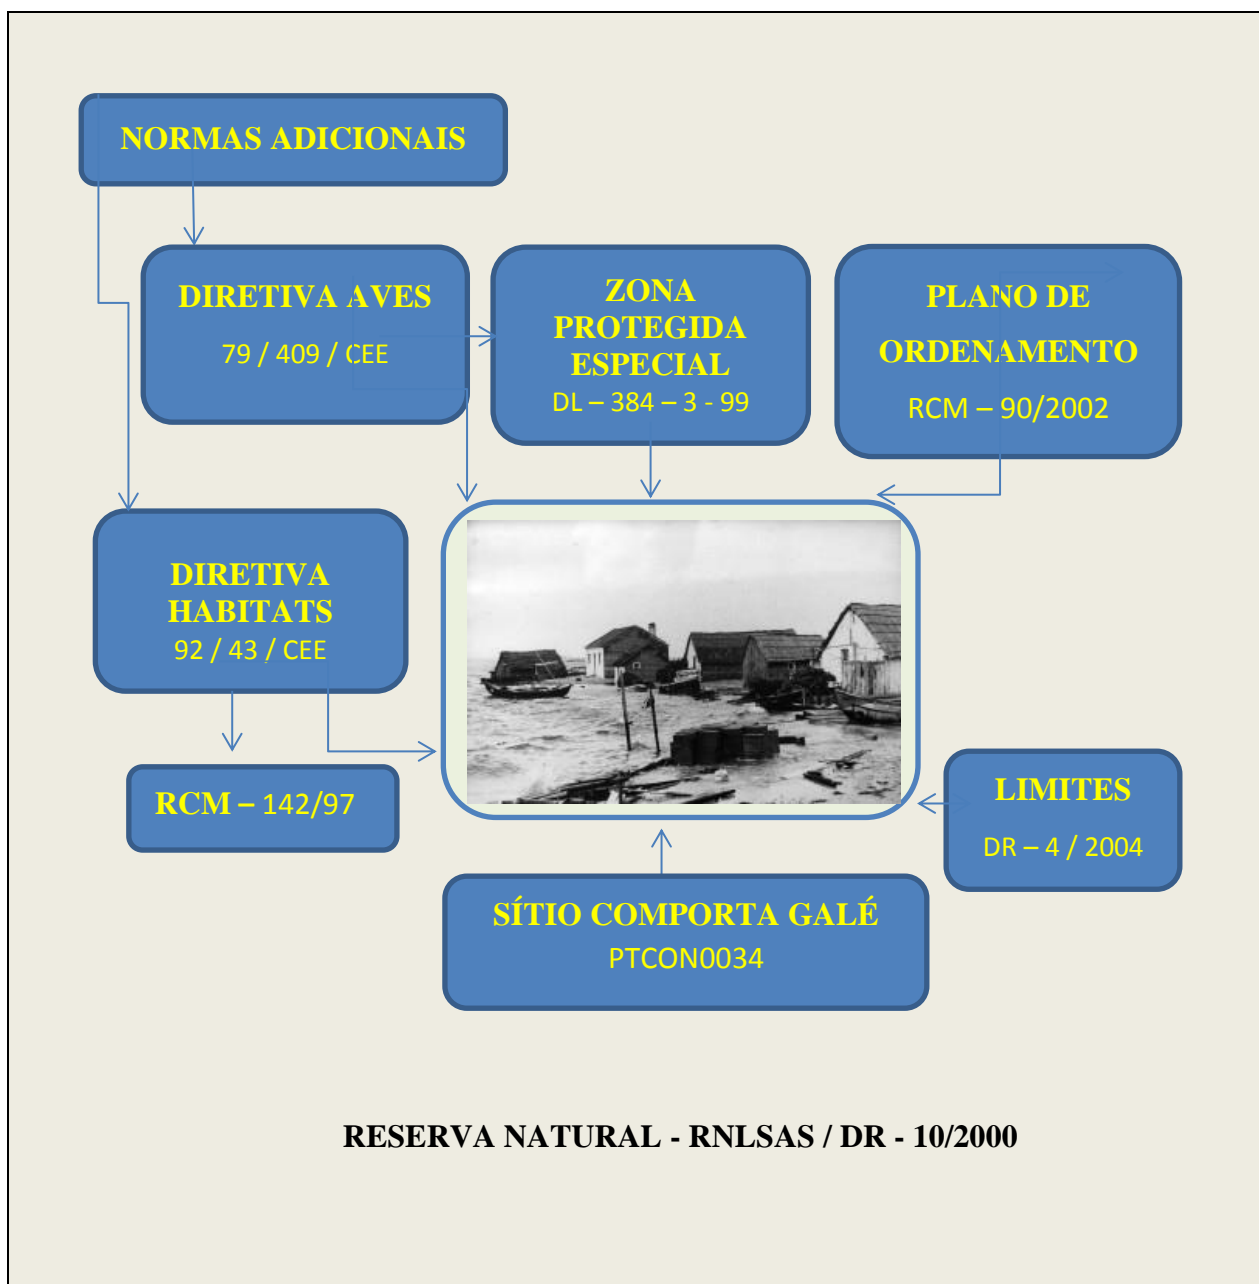 NORMAS ADICIONAIS
DIRETIVA AVES
79 / 409 / CEE
ZONA
PROTEGIDA
ESPECIAL
DL – 384 – 3 - 99
PLANO DE
ORDENAMENTO
RCM – 90/2002
DIRETIVA
HABITATS
92 / 43 / CEE
RCM – 142/97
LIMITES
DR – 4 / 2004
SÍTIO COMPORTA GALÉ
PTCON0034
RESERVA NATURAL - RNLSAS / DR - 10/2000